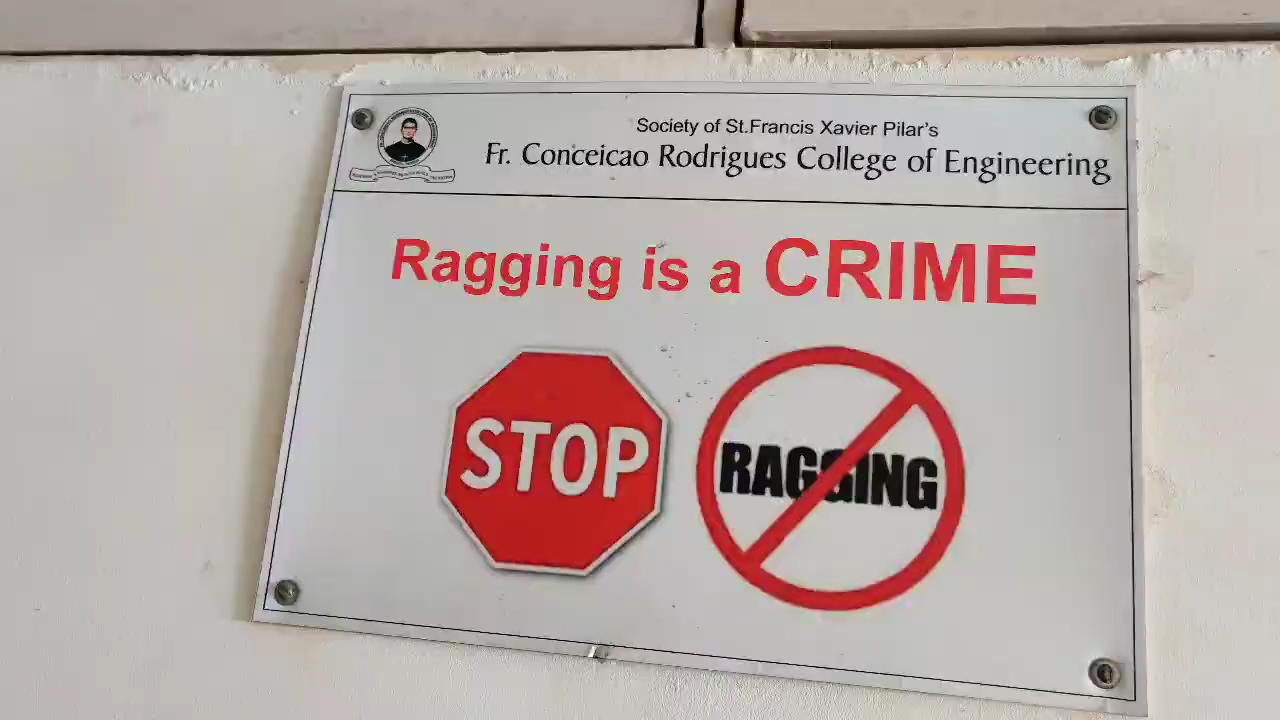 Society of St.Francis Xavier Pilar's
Fr. Conceicao Rodrigues College of Engineering
Ragging is a CRIME
STOP
RAGGING